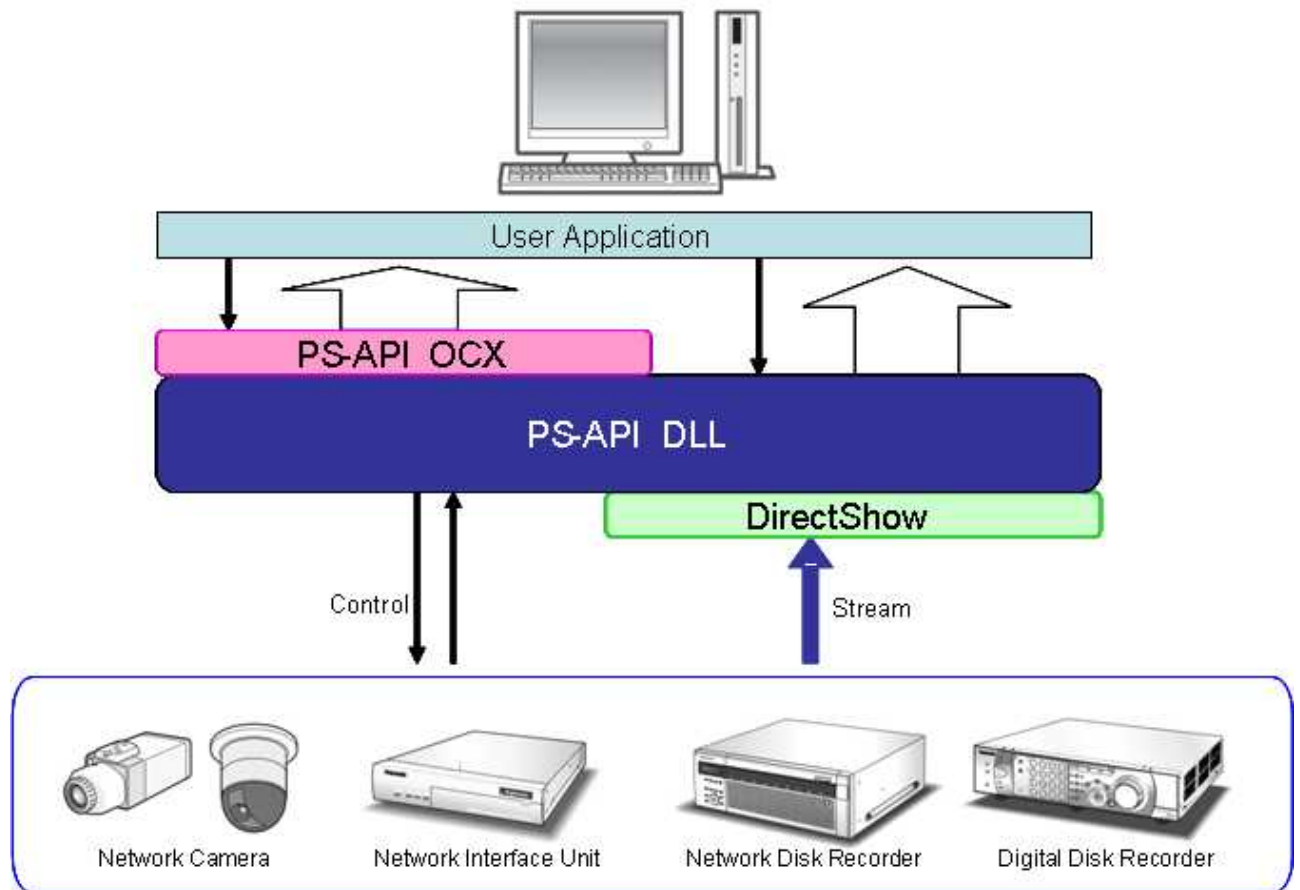 User Application
PS-API OCX
PS-API DLL
DirectShow
Control
Stream
Network Camera
Network Interface Unit
Network Disk Recorder
Digital Disk Recorder